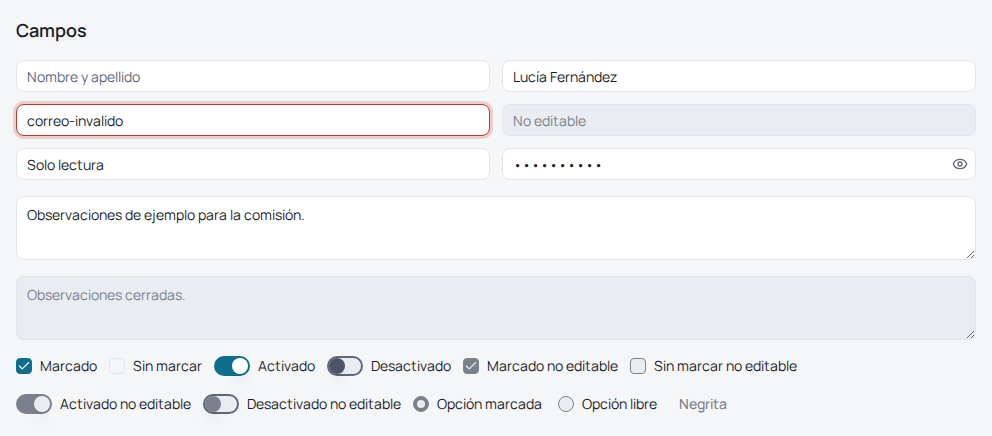 Campos
Nombre y apellido
Lucía Fernández
correo-invalido
No editable
Solo lectura
••••••••••
Observaciones de ejemplo para la comisión.
Observaciones cerradas.
Marcado Sin marcar Activado Desactivado Marcado no editable Sin marcar no editable
Activado no editable Desactivado no editable Opción marcada Opción libre Negrita